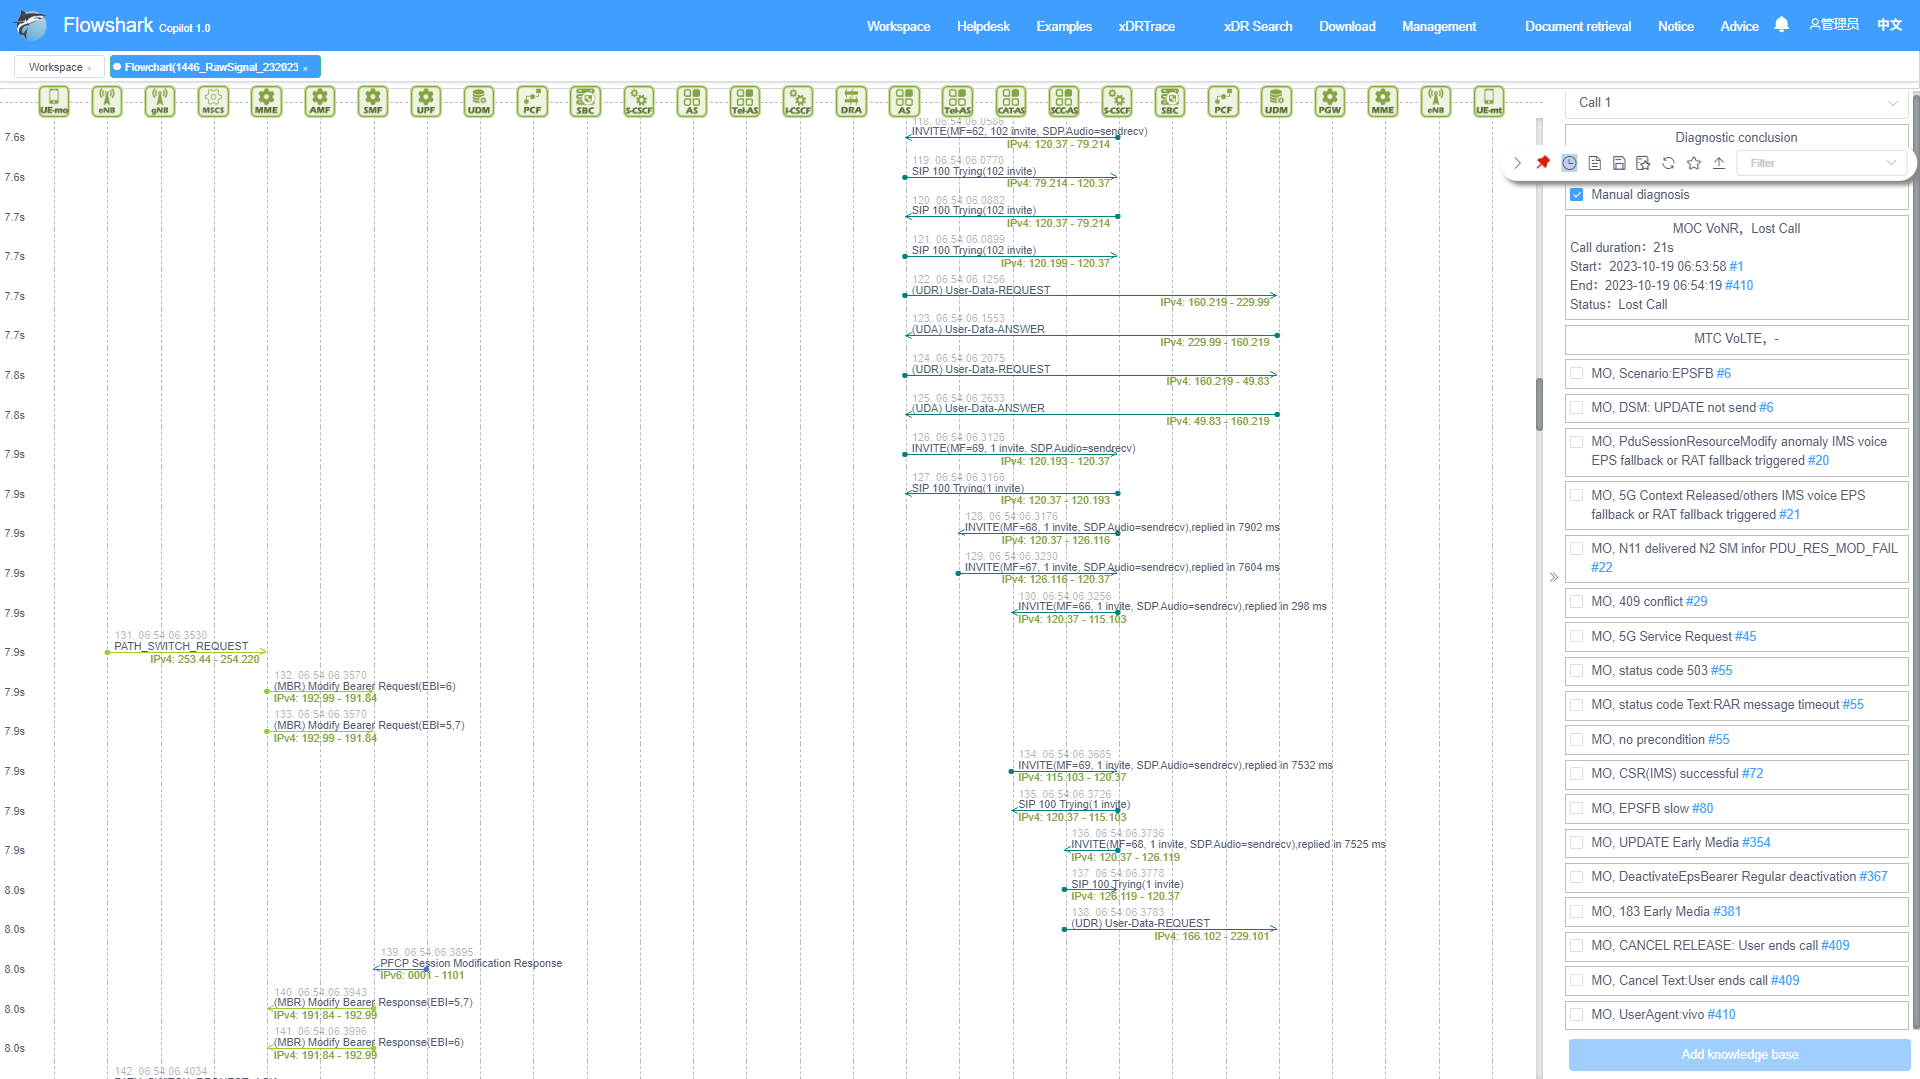 Flowshark Copilot 1.0
Workspace Helpdesk Examples xDRTrace xDR Search Download Management Document retrieval Notice Advice 管理员 中文
Workspace × Flowchart(1446_RawSignal_232023 ×
UE-mo eNB gNB MSCS MME AMF SMF UPF UDM PCF SBC S-CSCF AS Tel-AS I-CSCF DRA AS Tel-AS CATAS SCC-AS S-CSCF SBC PCF UDM PGW MME eNB UE-mt
118. 06:54:06.0586
7.6s INVITE(MF=62, 102 invite, SDP.Audio=sendrecv)
IPv4: 120.37 - 79.214
119. 06:54:06.0770
7.6s SIP 100 Trying(102 invite)
IPv4: 79.214 - 120.37
120. 06:54:06.0882
7.7s SIP 100 Trying(102 invite)
IPv4: 120.37 - 79.214
121. 06:54:06.0899
7.7s SIP 100 Trying(102 invite)
IPv4: 120.199 - 120.37
122. 06:54:06.1256
7.7s (UDR) User-Data-REQUEST
IPv4: 160.219 - 229.99
123. 06:54:06.1553
7.7s (UDA) User-Data-ANSWER
IPv4: 229.99 - 160.219
124. 06:54:06.2075
7.8s (UDR) User-Data-REQUEST
IPv4: 160.219 - 49.83
125. 06:54:06.2633
7.8s (UDA) User-Data-ANSWER
IPv4: 49.83 - 160.219
126. 06:54:06.3126
7.9s INVITE(MF=69, 1 invite, SDP.Audio=sendrecv)
IPv4: 120.193 - 120.37
127. 06:54:06.3166
7.9s SIP 100 Trying(1 invite)
IPv4: 120.37 - 120.193
128. 06:54:06.3176
7.9s INVITE(MF=68, 1 invite, SDP.Audio=sendrecv),replied in 7902 ms
IPv4: 120.37 - 126.116
129. 06:54:06.3230
7.9s INVITE(MF=67, 1 invite, SDP.Audio=sendrecv),replied in 7604 ms
IPv4: 126.116 - 120.37
130. 06:54:06.3256
7.9s INVITE(MF=66, 1 invite, SDP.Audio=sendrecv),replied in 298 ms
IPv4: 120.37 - 115.103
131. 06:54:06.3530
7.9s PATH_SWITCH_REQUEST
IPv4: 253.44 - 254.220
132. 06:54:06.3570
7.9s (MBR) Modify Bearer Request(EBI=6)
IPv4: 192.99 - 191.84
133. 06:54:06.3570
7.9s (MBR) Modify Bearer Request(EBI=5,7)
IPv4: 192.99 - 191.84
134. 06:54:06.3685
7.9s INVITE(MF=69, 1 invite, SDP.Audio=sendrecv),replied in 7532 ms
IPv4: 115.103 - 120.37
135. 06:54:06.3726
7.9s SIP 100 Trying(1 invite)
IPv4: 120.37 - 115.103
136. 06:54:06.3736
7.9s INVITE(MF=68, 1 invite, SDP.Audio=sendrecv),replied in 7525 ms
IPv4: 120.37 - 126.119
137. 06:54:06.3778
8.0s SIP 100 Trying(1 invite)
IPv4: 126.119 - 120.37
138. 06:54:06.3783
8.0s (UDR) User-Data-REQUEST
IPv4: 166.102 - 229.101
139. 06:54:06.3895
8.0s PFCP Session Modification Response
IPv6: 0001 - 1101
140. 06:54:06.3943
8.0s (MBR) Modify Bearer Response(EBI=5,7)
IPv4: 191.84 - 192.99
141. 06:54:06.3996
8.0s (MBR) Modify Bearer Response(EBI=6)
IPv4: 191.84 - 192.99
142. 06:54:06.4034
Call 1
Diagnostic conclusion
Filter
Manual diagnosis
MOC VoNR，Lost Call
Call duration：21s
Start：2023-10-19 06:53:58 #1
End：2023-10-19 06:54:19 #410
Status：Lost Call
MTC VoLTE，-
MO, Scenario:EPSFB #6
MO, DSM: UPDATE not send #6
MO, PduSessionResourceModify anomaly IMS voice
EPS fallback or RAT fallback triggered #20
MO, 5G Context Released/others IMS voice EPS
fallback or RAT fallback triggered #21
MO, N11 delivered N2 SM infor PDU_RES_MOD_FAIL
#22
MO, 409 conflict #29
MO, 5G Service Request #45
MO, status code 503 #55
MO, status code Text:RAR message timeout #55
MO, no precondition #55
MO, CSR(IMS) successful #72
MO, EPSFB slow #80
MO, UPDATE Early Media #354
MO, DeactivateEpsBearer Regular deactivation #367
MO, 183 Early Media #381
MO, CANCEL RELEASE: User ends call #409
MO, Cancel Text:User ends call #409
MO, UserAgent:vivo #410
Add knowledge base